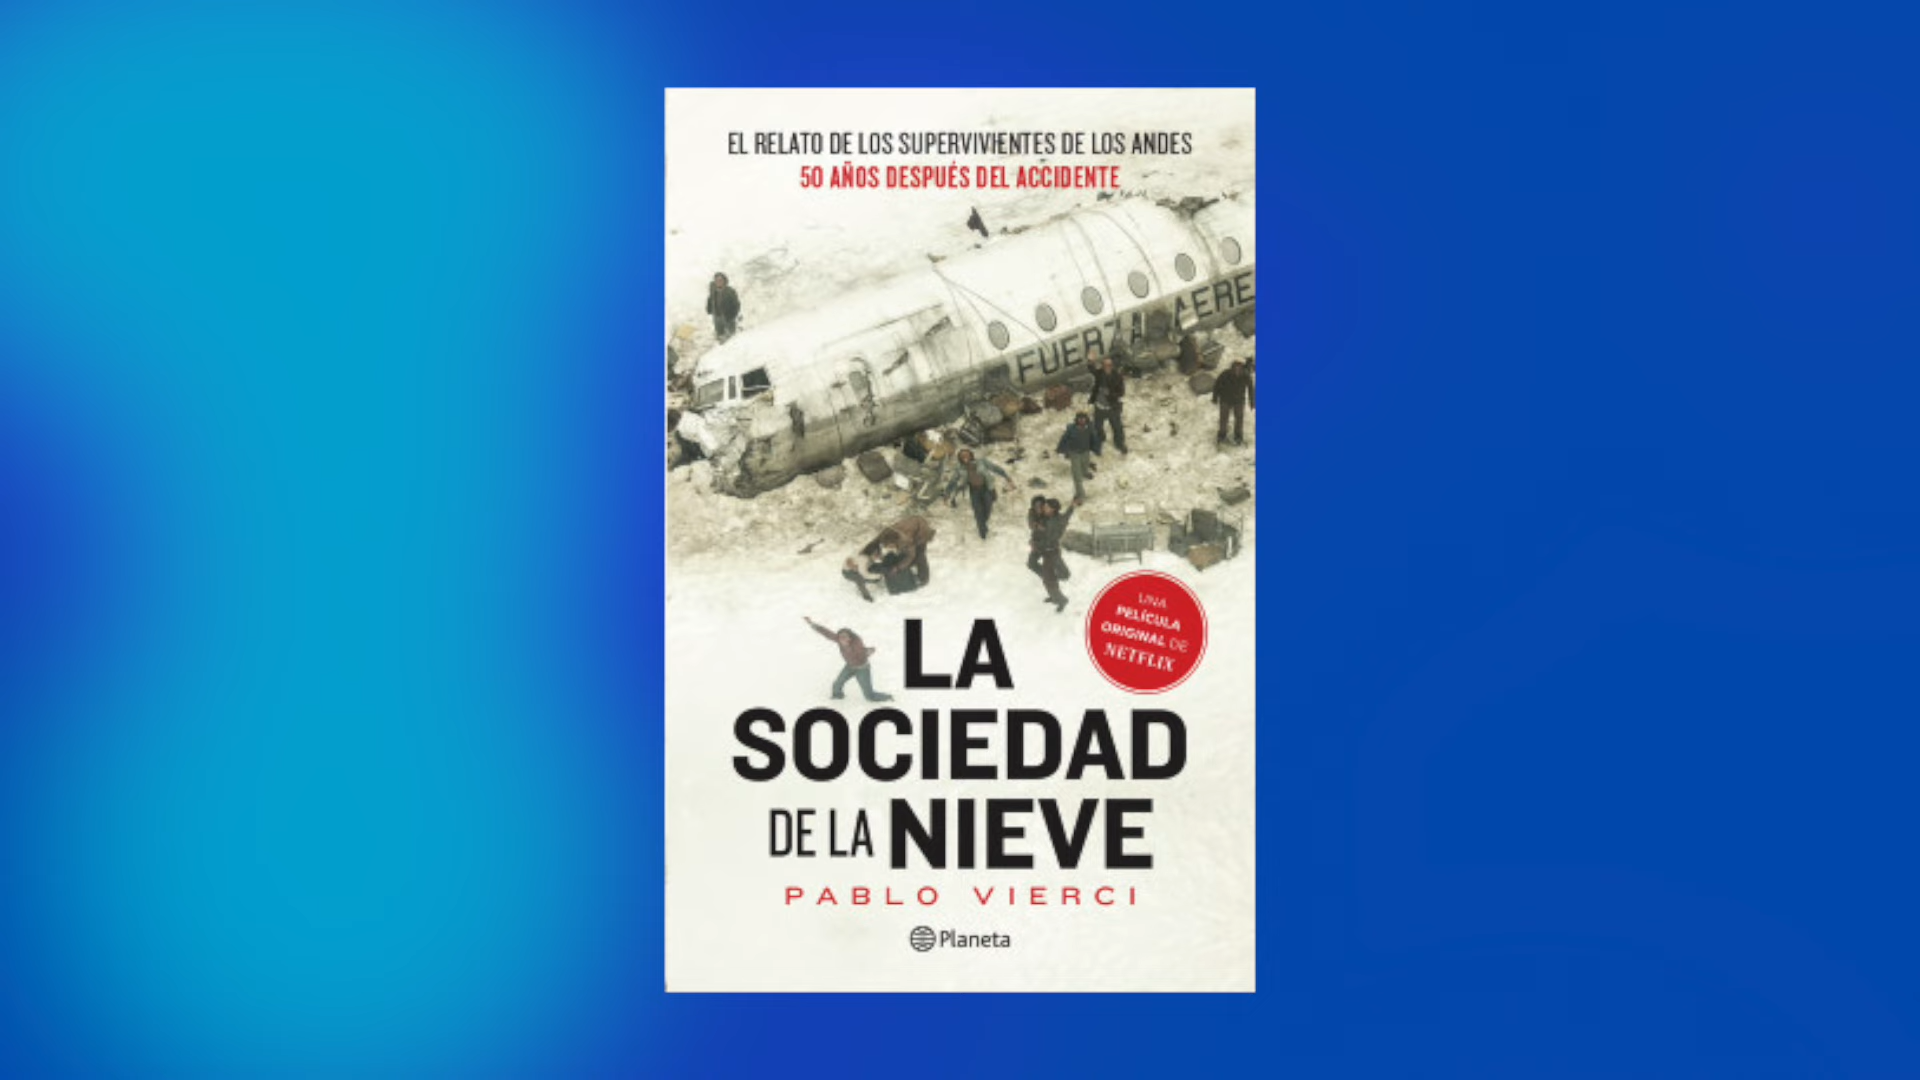 EL RELATO DE LOS SUPERVIVIENTES DE LOS ANDES
50 AÑOS DESPUÉS DEL ACCIDENTE
FUERZA AERE
UNA
PELÍCULA
ORIGINAL DE
NETFLIX
LA
SOCIEDAD
DE LA NIEVE
PABLO VIERCI
Planeta